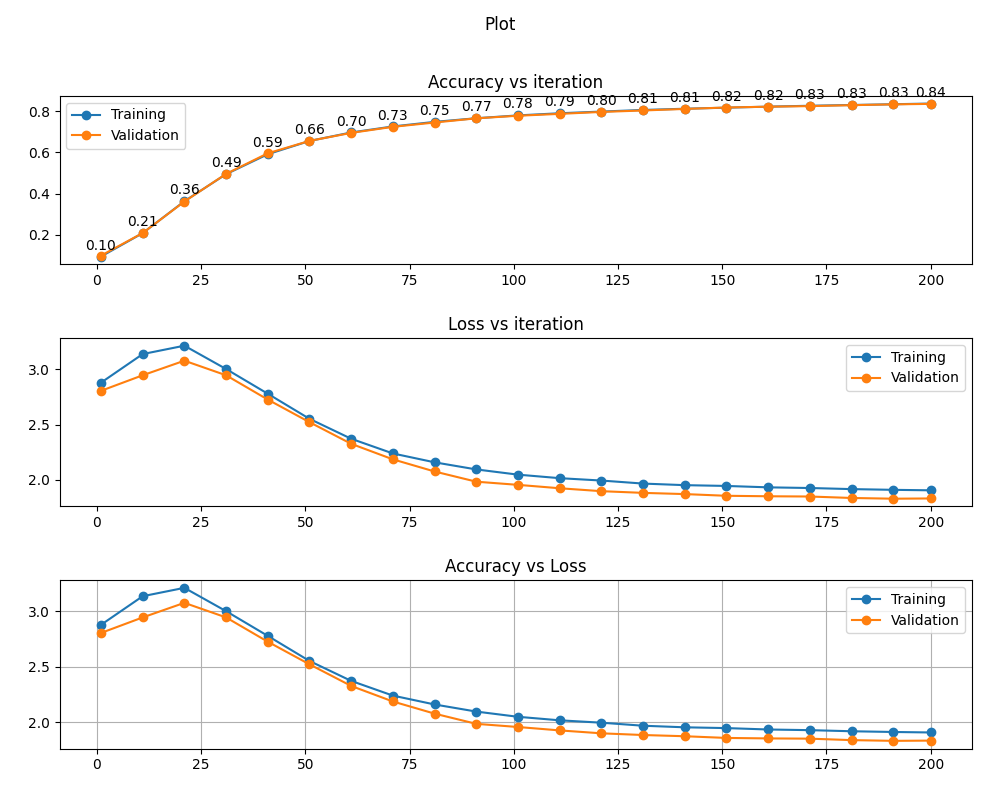 Plot
Accuracy vs iteration
Training
Validation
0.10 0.21 0.36 0.49 0.59 0.66 0.70 0.73 0.75 0.77 0.78 0.79 0.80 0.81 0.81 0.82 0.82 0.83 0.83 0.83 0.84
0.8
0.6
0.4
0.2
0 25 50 75 100 125 150 175 200
Loss vs iteration
Training
Validation
3.0
2.5
2.0
0 25 50 75 100 125 150 175 200
Accuracy vs Loss
Training
Validation
3.0
2.5
2.0
0 25 50 75 100 125 150 175 200